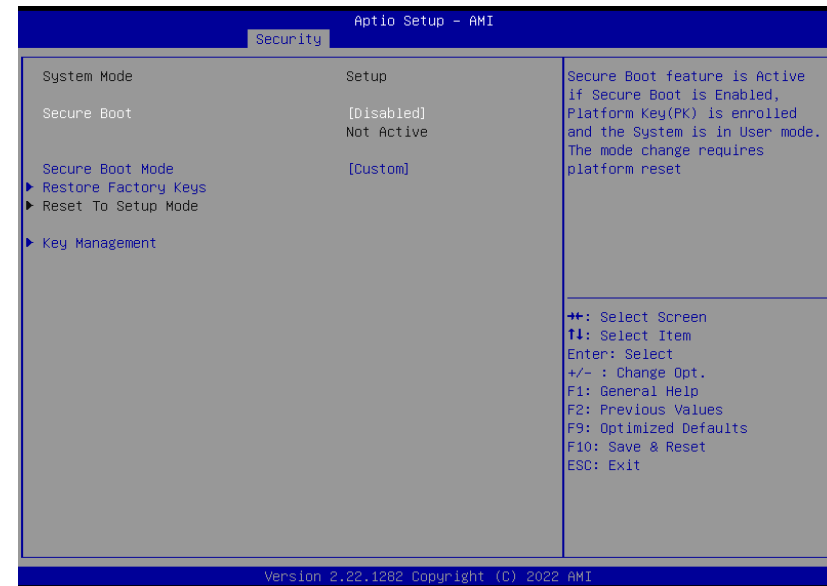 Aptio Setup – AMI
Security
System Mode Setup
Secure Boot [Disabled]
Not Active
Secure Boot Mode [Custom]
Restore Factory Keys
Reset To Setup Mode
Key Management
Secure Boot feature is Active
if Secure Boot is Enabled,
Platform Key(PK) is enrolled
and the System is in User mode.
The mode change requires
platform reset
→←: Select Screen
↑↓: Select Item
Enter: Select
+/- : Change Opt.
F1: General Help
F2: Previous Values
F9: Optimized Defaults
F10: Save & Reset
ESC: Exit
Version 2.22.1282 Copyright (C) 2022 AMI